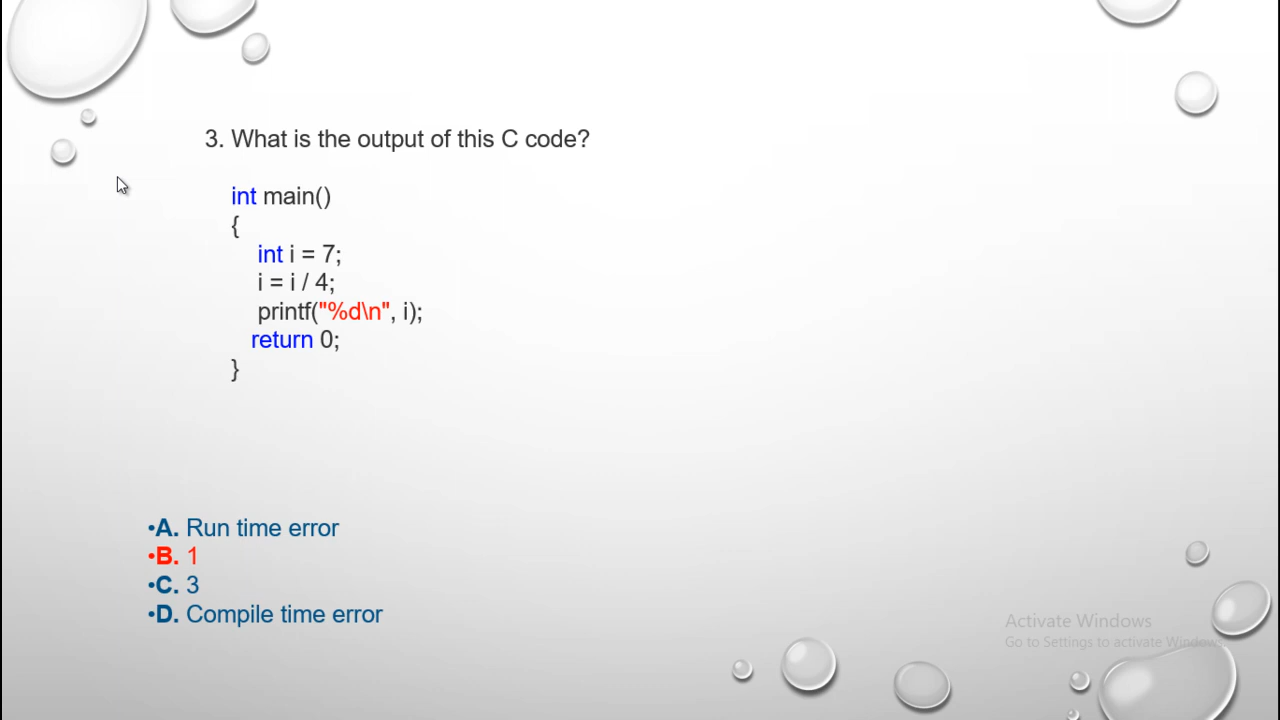 3. What is the output of this C code?
int main()
{
int i = 7;
i = i / 4;
printf("%d\n", i);
return 0;
}
•A. Run time error
•B. 1
•C. 3
•D. Compile time error
Activate Windows
Go to Settings to activate Windows.